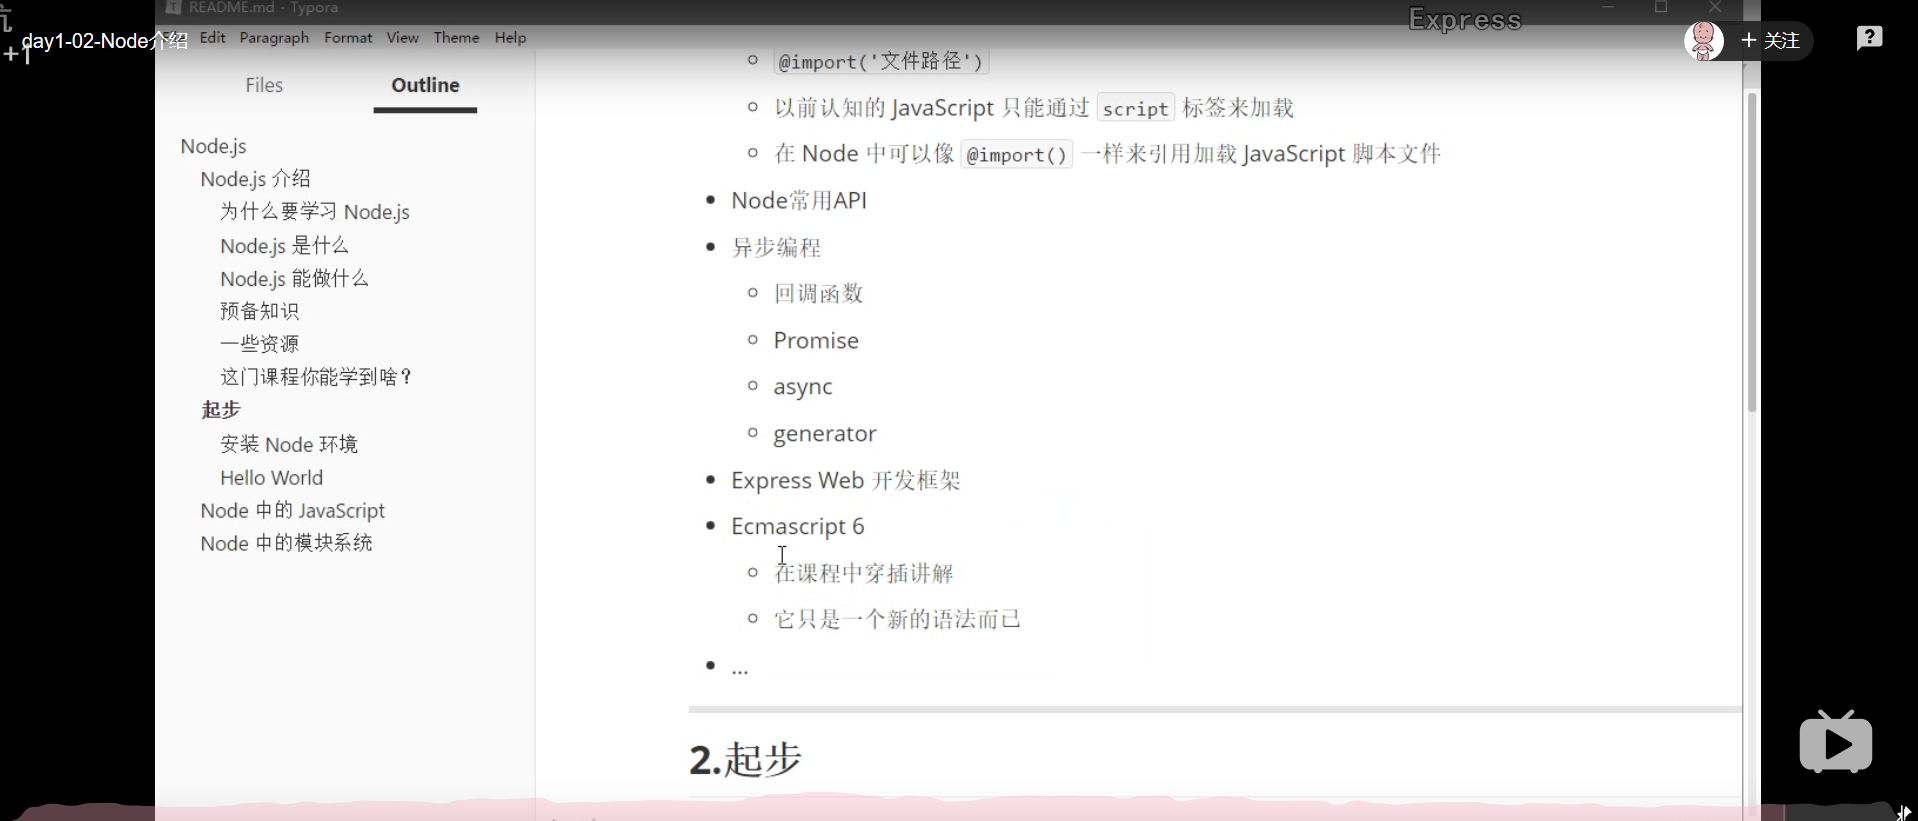 README.md - Typora
Express
day1-02-Node介绍
Edit Paragraph Format View Theme Help
+1
+ 关注
Files Outline
Node.js
Node.js 介绍
为什么要学习 Node.js
Node.js 是什么
Node.js 能做什么
预备知识
一些资源
这门课程你能学到啥？
起步
安装 Node 环境
Hello World
Node 中的 JavaScript
Node 中的模块系统
@import('文件路径')
以前认知的 JavaScript 只能通过 script 标签来加载
在 Node 中可以像 @import() 一样来引用加载 JavaScript 脚本文件
Node常用API
异步编程
回调函数
Promise
async
generator
Express Web 开发框架
Ecmascript 6
在课程中穿插讲解
它只是一个新的语法而已
...
2.起步